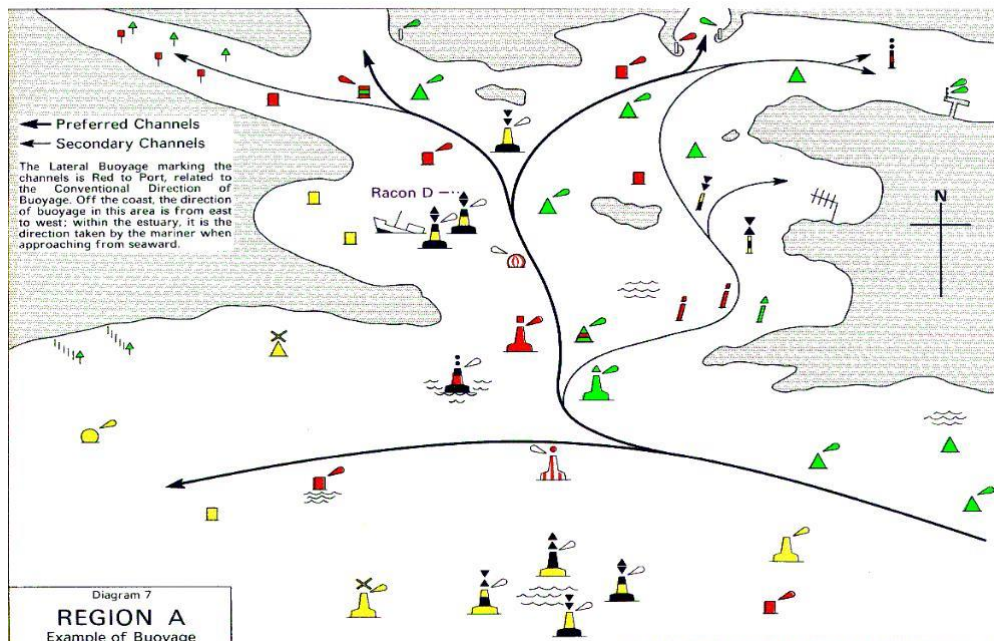 Preferred Channels
Secondary Channels
The Lateral Buoyage marking the
channels is Red to Port, related to
the Conventional Direction of
Buoyage. Off the coast, the direction
of buoyage in this area is from east
to west; within the estuary, it is the
direction taken by the mariner when
approaching from seaward.
Racon D
N
Diagram 7
REGION A
Example of Buoyage